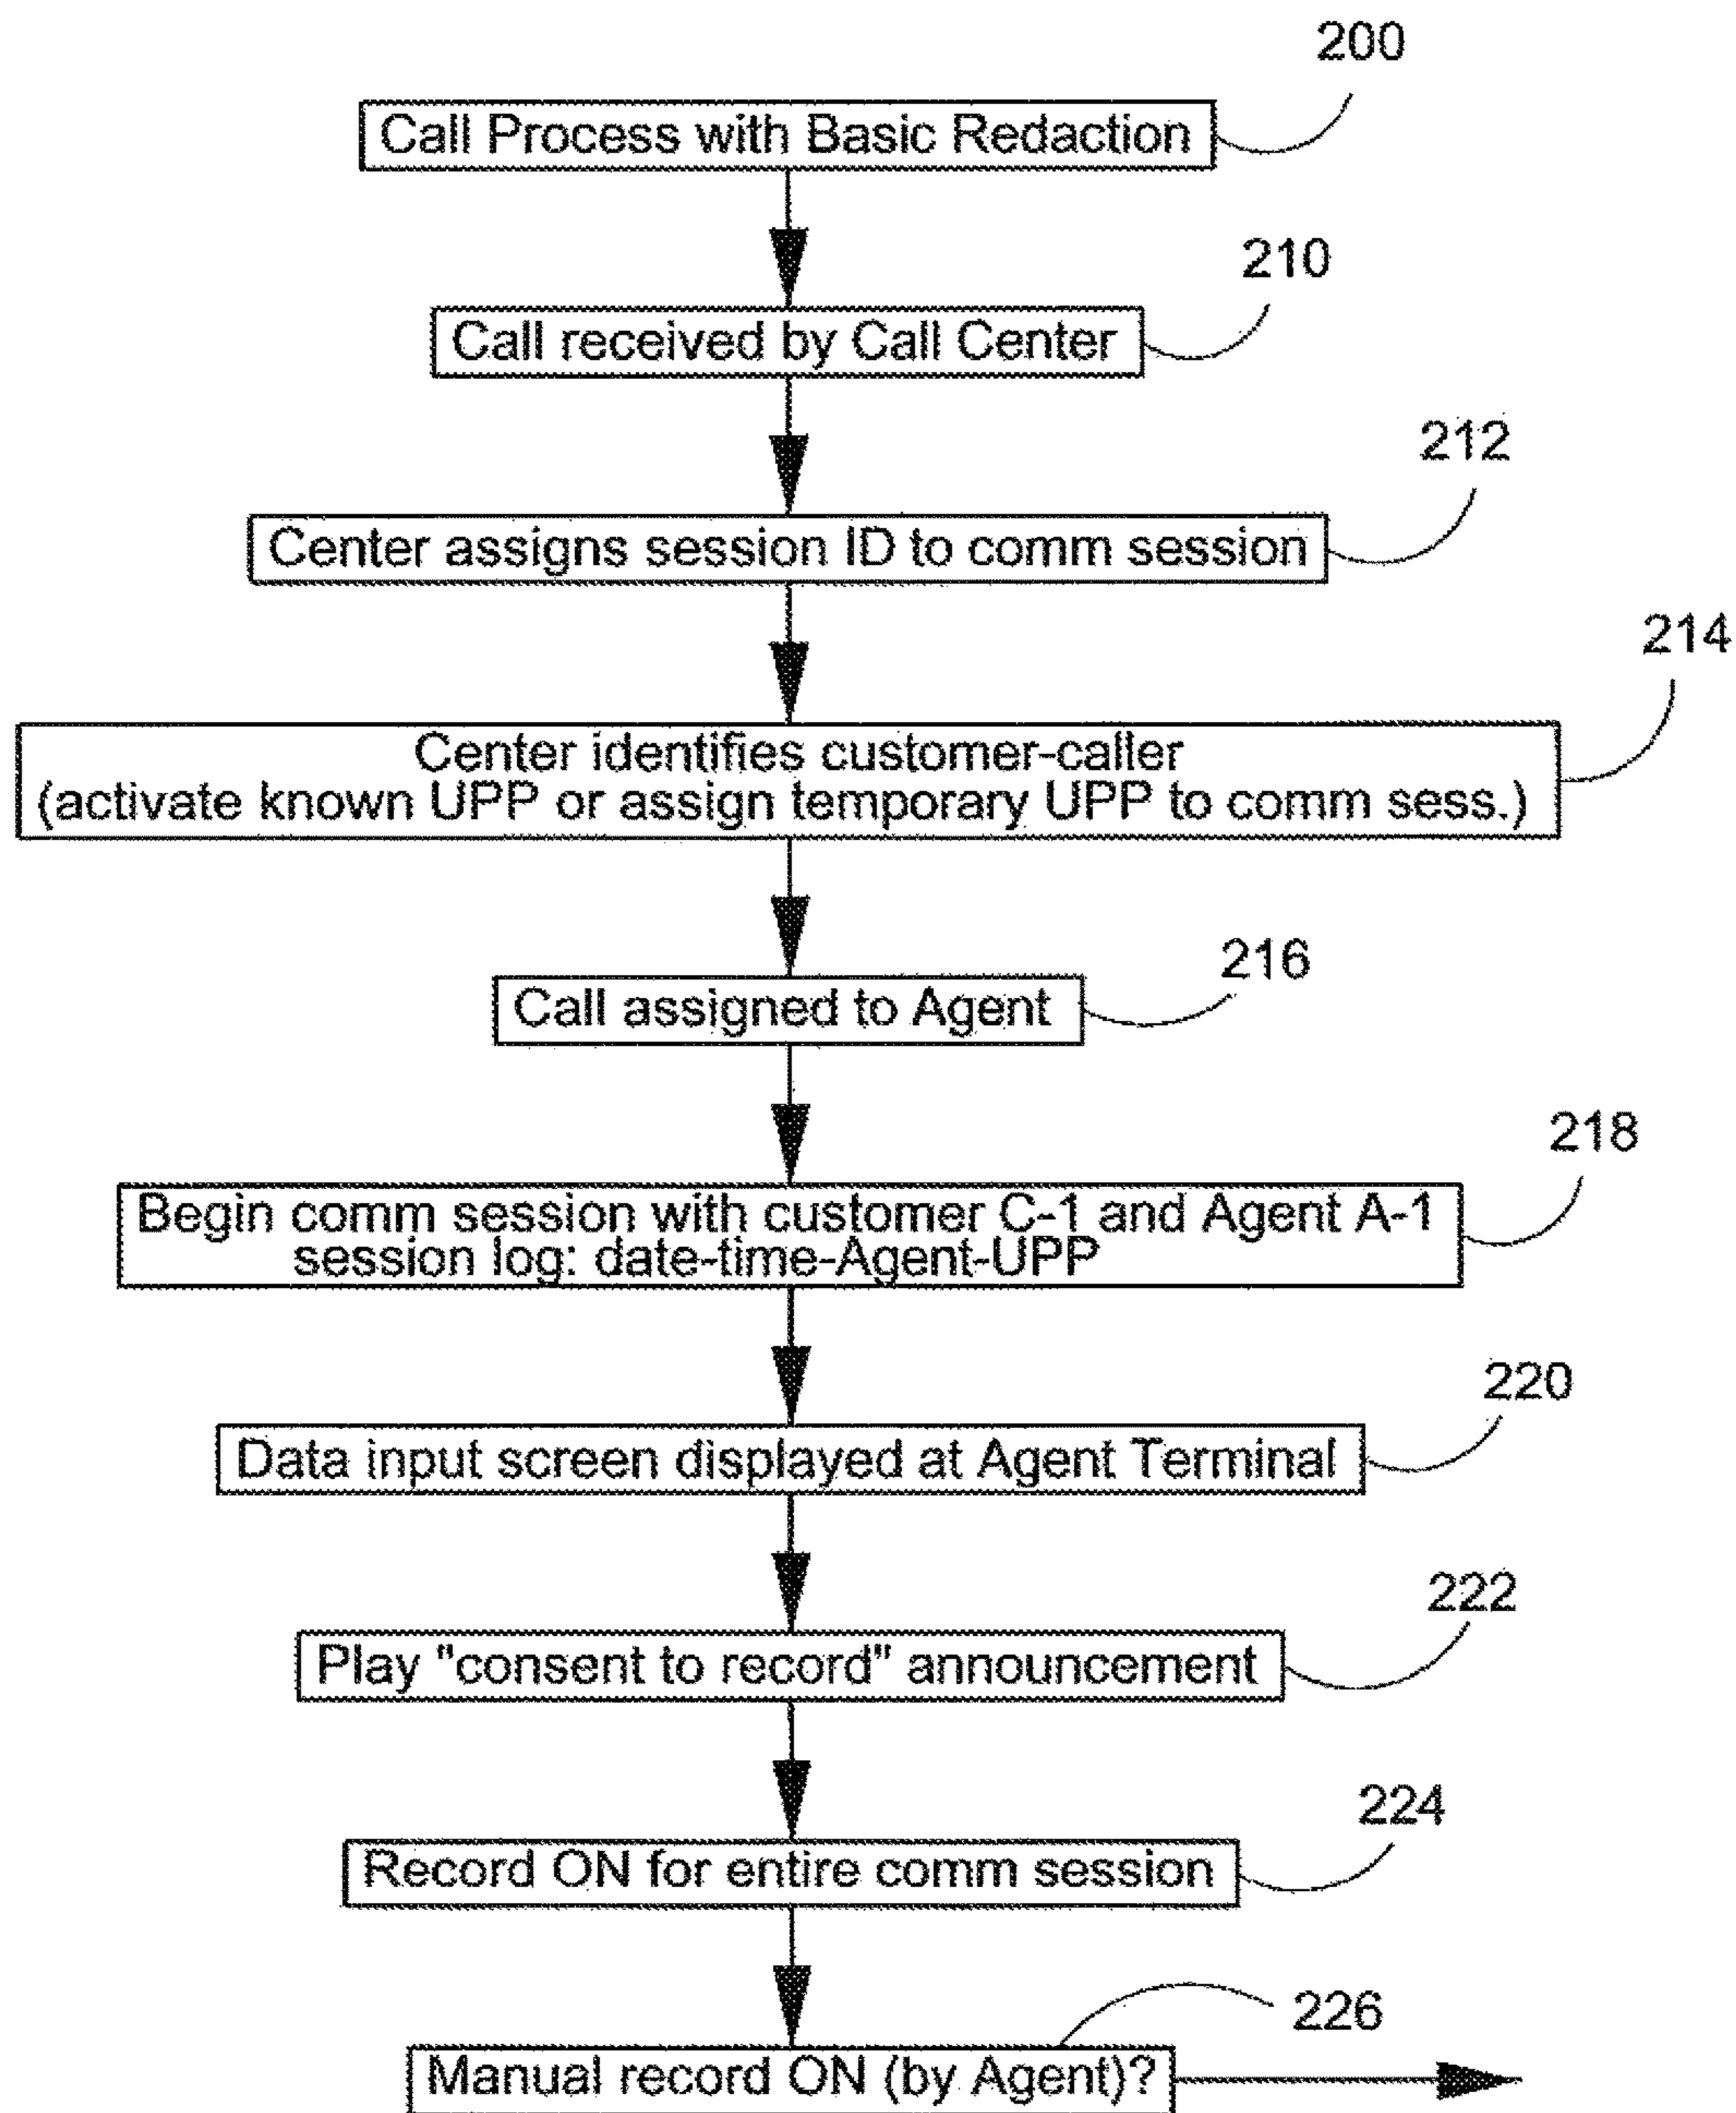 200
Call Process with Basic Redaction
210
Call received by Call Center
212
Center assigns session ID to comm session
214
Center identifies customer-caller
(activate known UPP or assign temporary UPP to comm sess.)
216
Call assigned to Agent
218
Begin comm session with customer C-1 and Agent A-1
session log: date-time-Agent-UPP
220
Data input screen displayed at Agent Terminal
222
Play "consent to record" announcement
224
Record ON for entire comm session
226
Manual record ON (by Agent)?